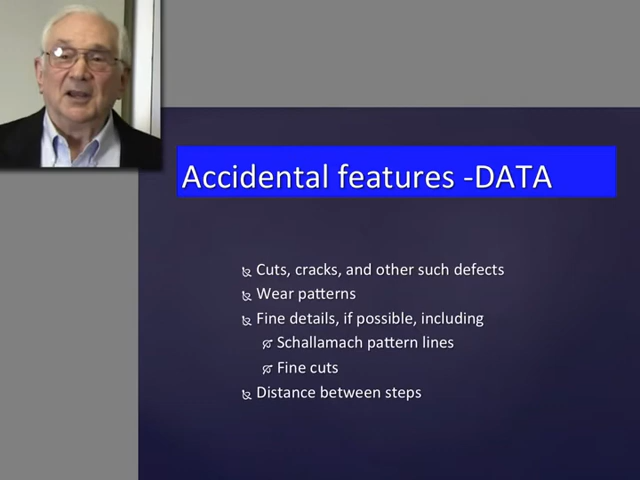 Accidental features -DATA
Cuts, cracks, and other such defects
Wear patterns
Fine details, if possible, including
Schallamach pattern lines
Fine cuts
Distance between steps